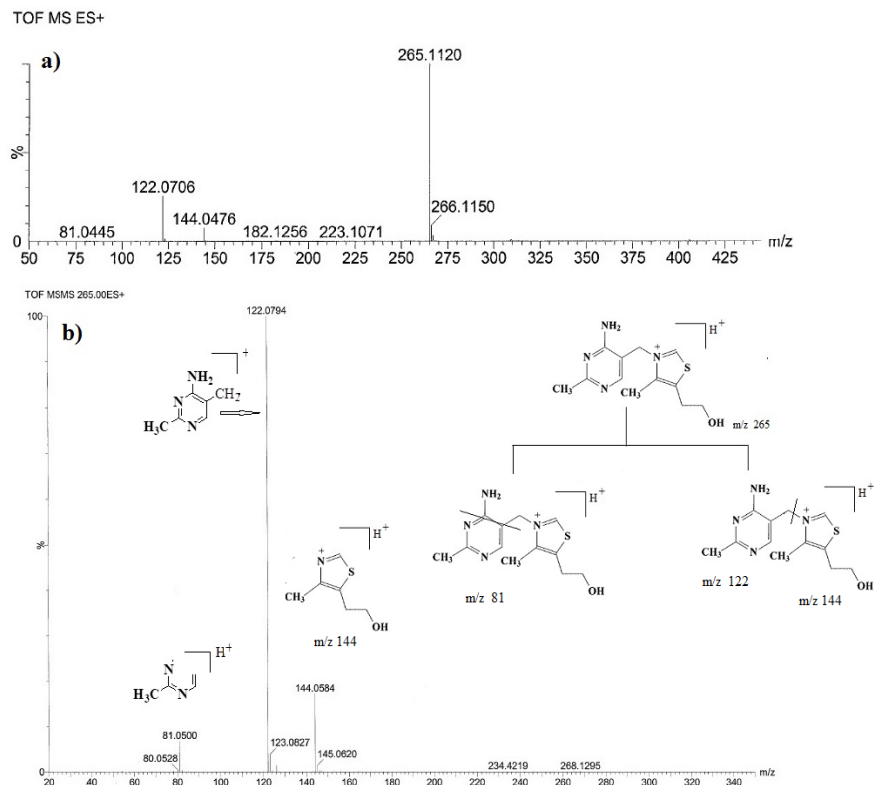 TOF MS ES+
a)
265.1120
%
122.0706
144.0476
266.1150
81.0445
182.1256
223.1071
0
m/z
50 75 100 125 150 175 200 225 250 275 300 325 350 375 400 425
TOF MSMS 265.00ES+
122.0794
100
b)
+
NH₂
CH₂
N
H₃C
N
H⁺
NH₂
N
N⁺
S
CH₃
N
CH₃
OH
m/z 265
H⁺
NH₂
N
N⁺
S
CH₃
N
CH₃
OH
m/z 81
H⁺
NH₂
N
N⁺
S
CH₃
N
CH₃
OH
m/z 122
m/z 144
%
H⁺
N⁺
S
CH₃
OH
m/z 144
H⁺
N
H₃C
N
144.0584
81.0500
123.0827
145.0620
80.0528
234.4219
268.1295
0
m/z
20 40 60 80 100 120 140 160 180 200 220 240 260 280 300 320 340